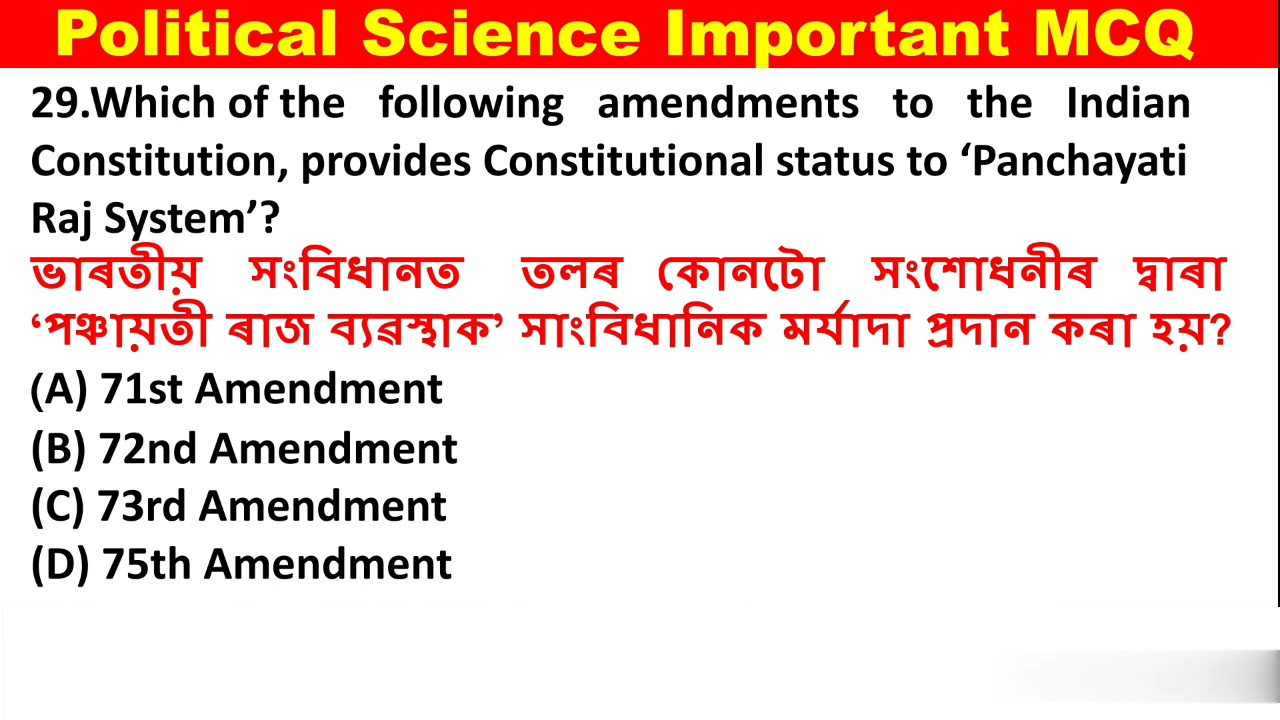 Political Science Important MCQ
29.Which of the following amendments to the Indian
Constitution, provides Constitutional status to ‘Panchayati
Raj System’?
ভাৰতীয় সংবিধানত তলৰ কোনটো সংশোধনীৰ দ্বাৰা
‘পঞ্চায়তী ৰাজ ব্যৱস্থাক’ সাংবিধানিক মৰ্যাদা প্ৰদান কৰা হয়?
(A) 71st Amendment
(B) 72nd Amendment
(C) 73rd Amendment
(D) 75th Amendment